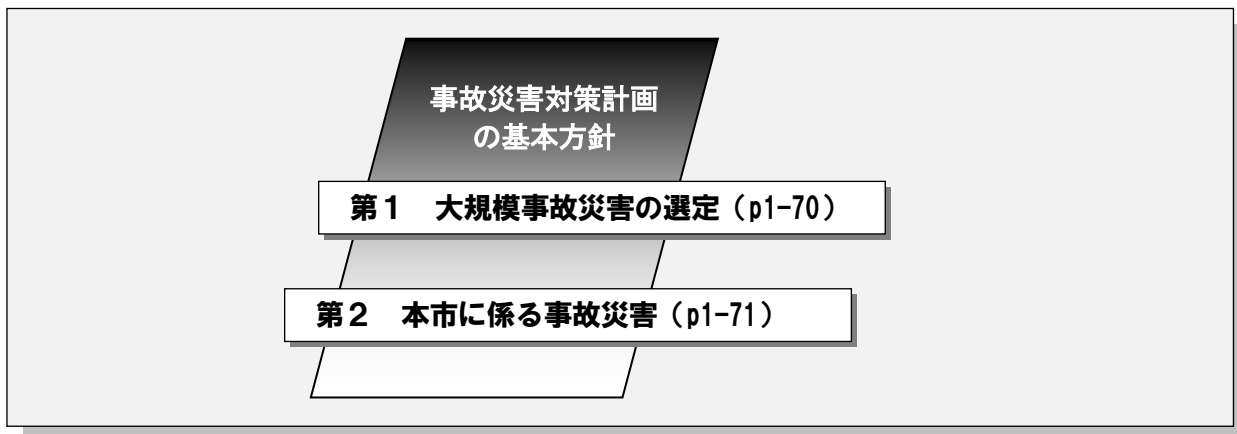 事故災害対策計画
の基本方針
第1　大規模事故災害の選定（p1-70）
第2　本市に係る事故災害（p1-71）